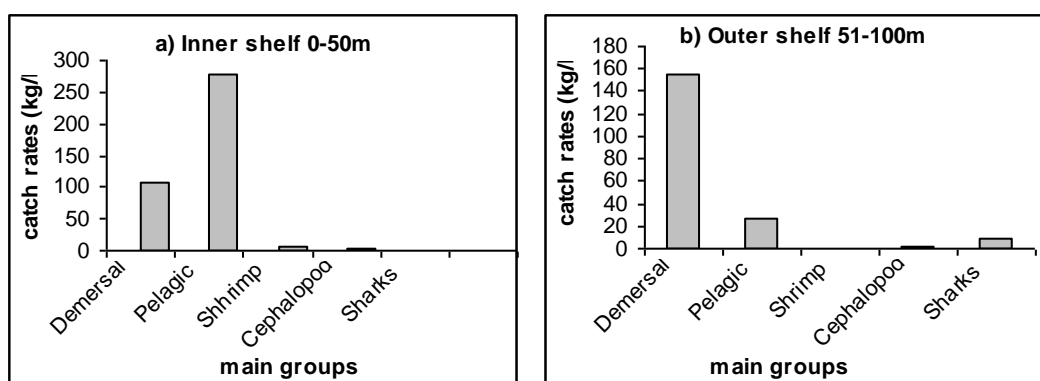 a) Inner shelf 0-50m
catch rates (kg/
300
250
200
150
100
50
0
Demersal
Pelagic
Shhrimp
Cephalopod
Sharks
main groups
b) Outer shelf 51-100m
catch rates (kg/
180
160
140
120
100
80
60
40
20
0
Demersal
Pelagic
Shrimp
Cephalopod
Sharks
main groups